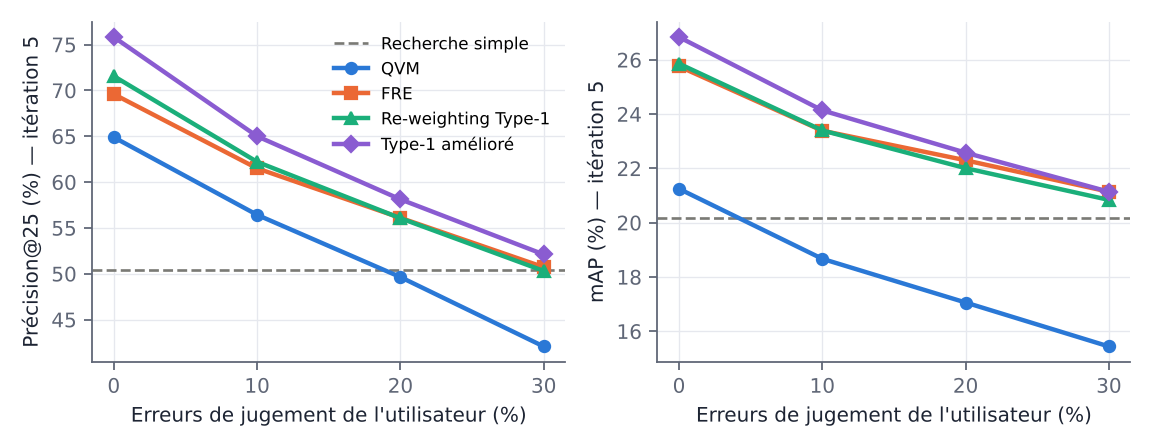 Précision@25 (%) — itération 5
75
70
65
60
55
50
45
0
10
20
30
Erreurs de jugement de l'utilisateur (%)
Recherche simple
QVM
FRE
Re-weighting Type-1
Type-1 amélioré
mAP (%) — itération 5
26
24
22
20
18
16
0
10
20
30
Erreurs de jugement de l'utilisateur (%)